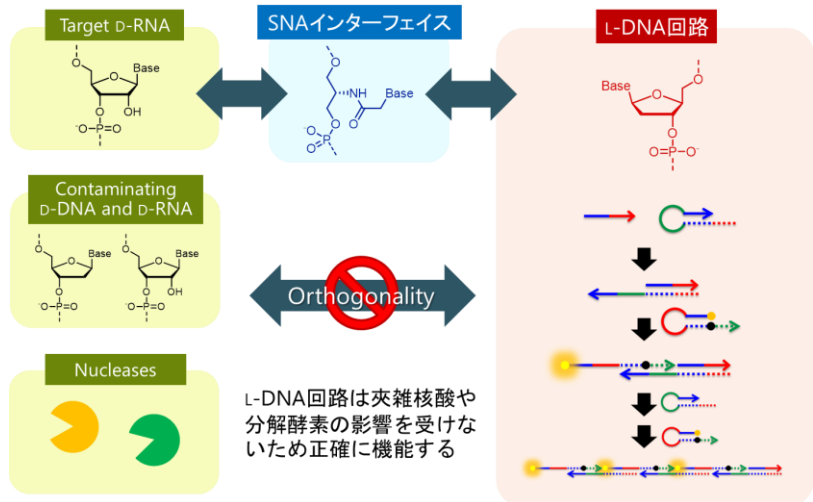 Target D-RNA
Base
O
O
O
OH
⁻O-P=O
O
SNAインターフェイス
O
NH
Base
O
O
⁻O
P
O
O
L-DNA回路
O
Base
O
O
O=P-O⁻
O
Contaminating
D-DNA and D-RNA
O
Base
O
O
⁻O-P=O
O
O
Base
O
O
OH
⁻O-P=O
O
Orthogonality
Nucleases
L-DNA回路は夾雑核酸や
分解酵素の影響を受けな
いため正確に機能する